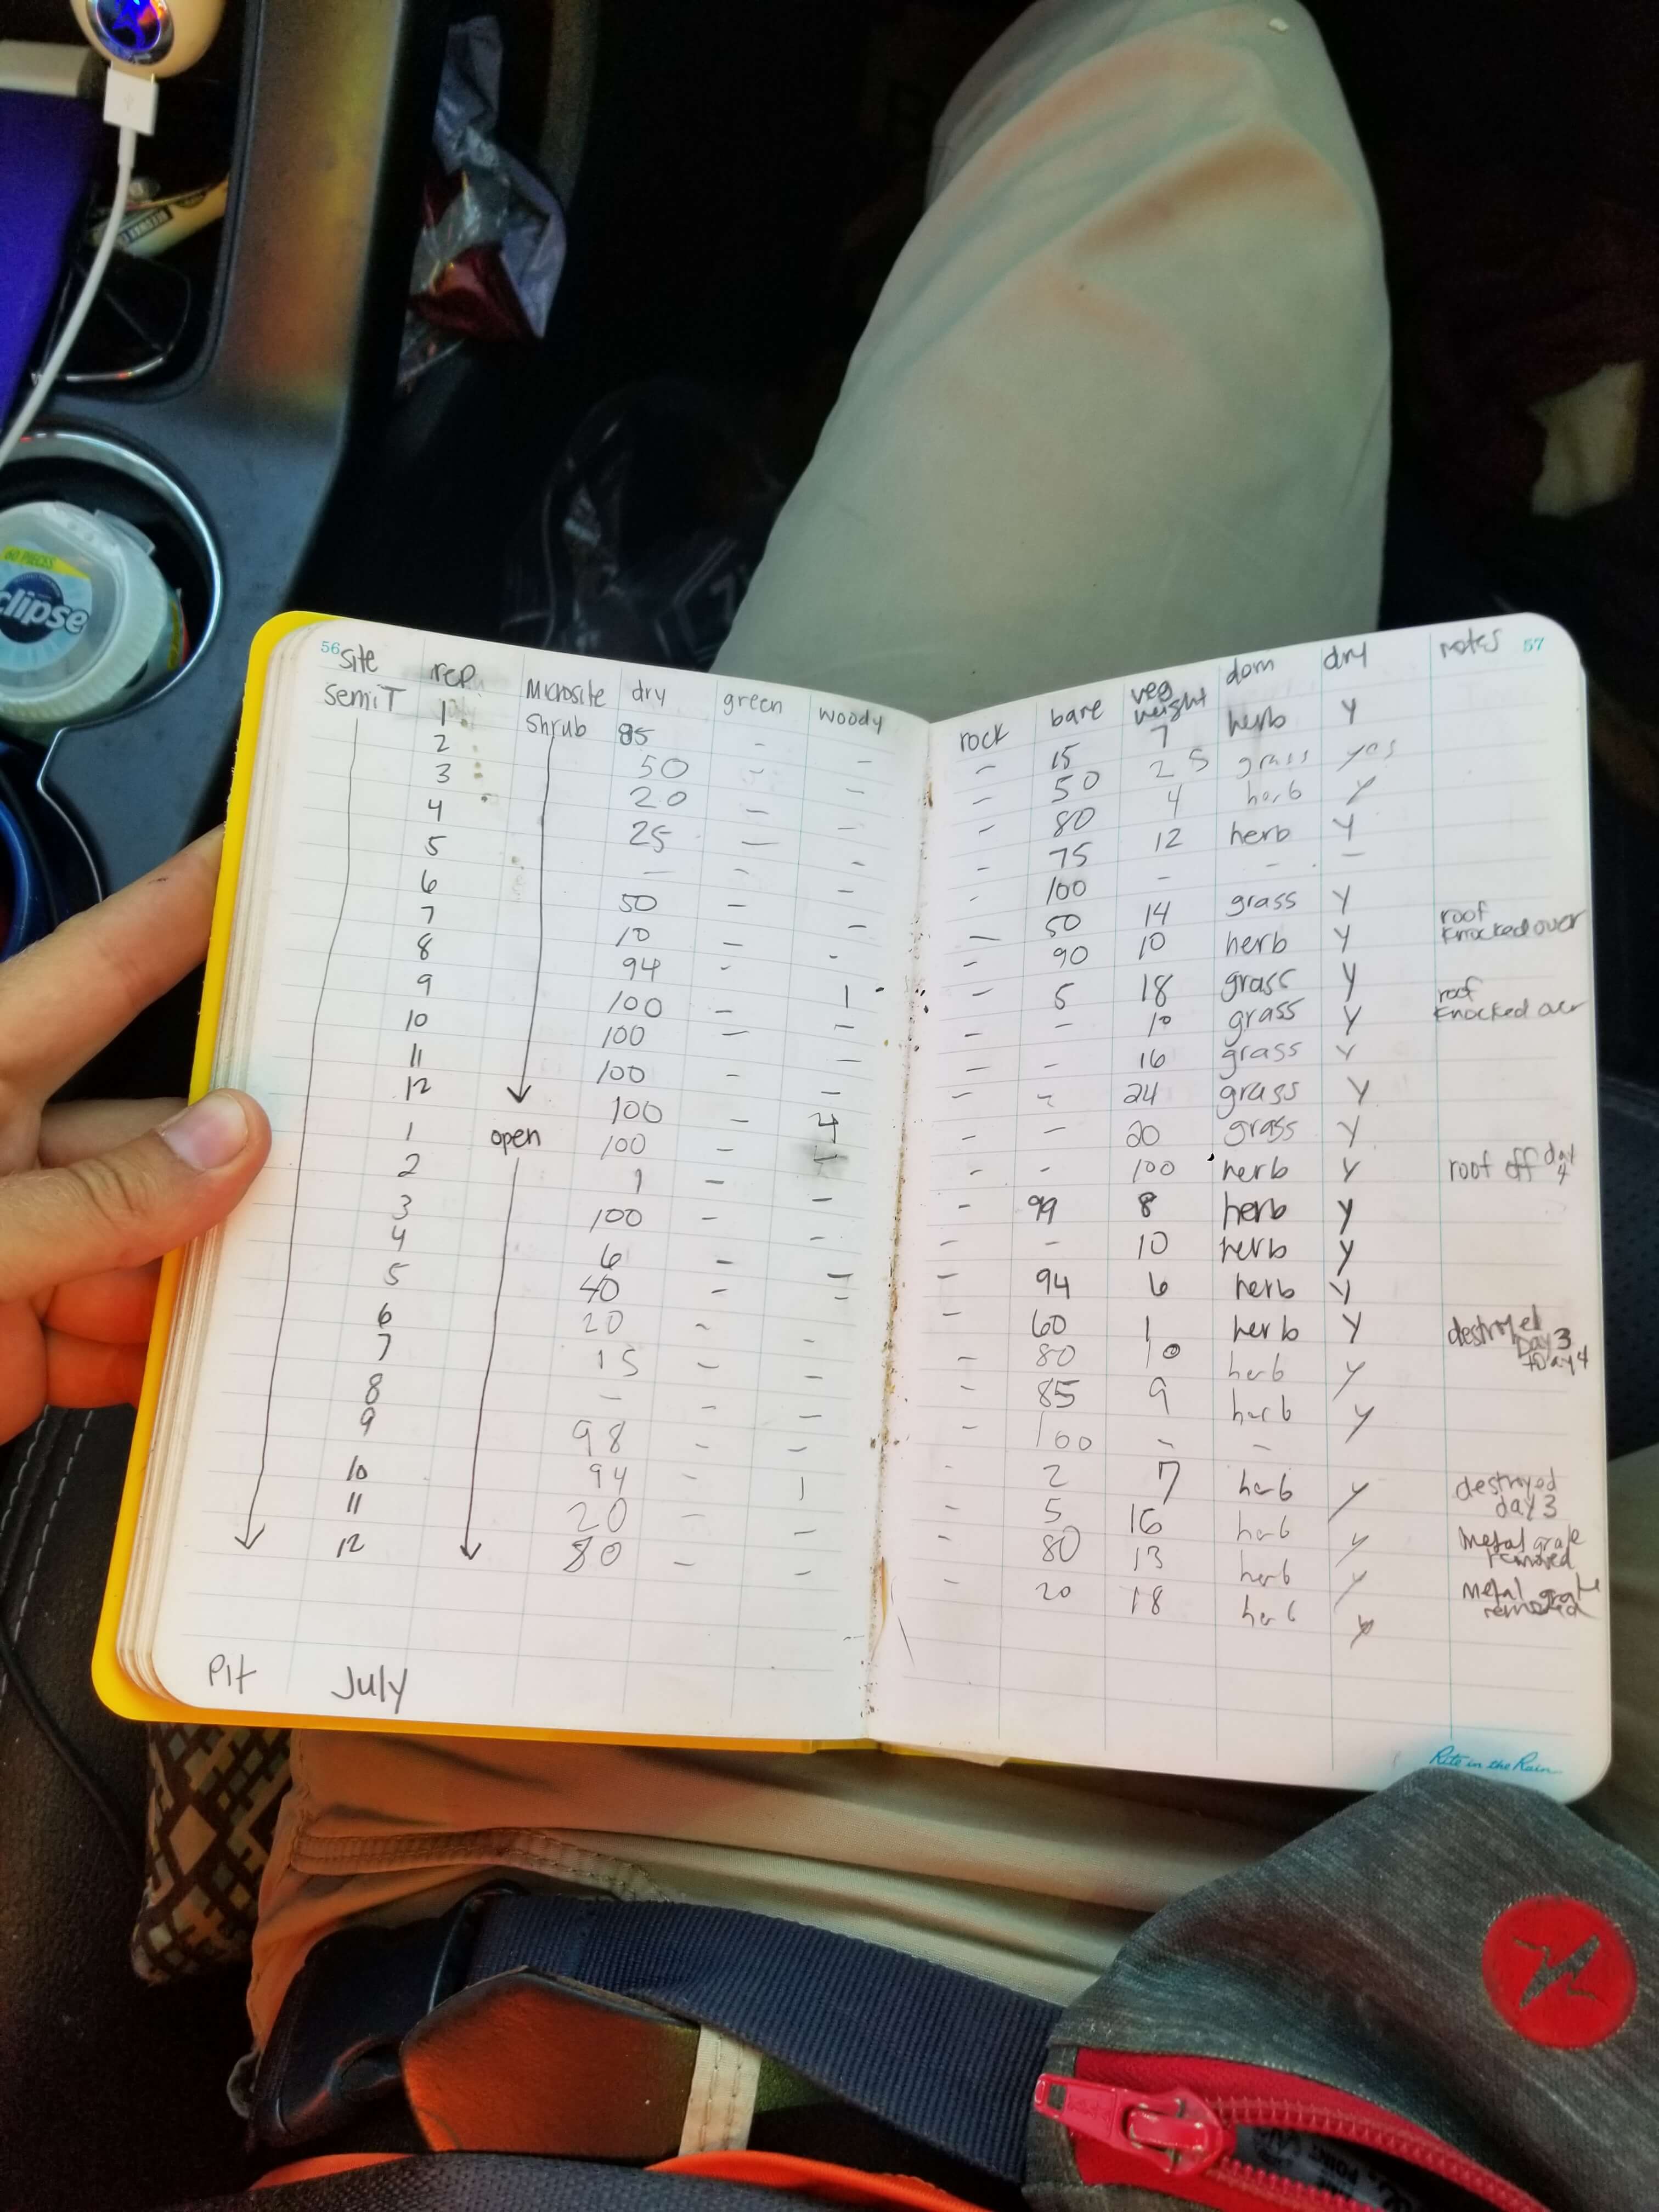 60 PIECES
clipse
56
site rep. Microsite dry green woody
SemiT 1 Shrub 85 - -
2 50 - -
3 20 - -
4 25 - -
5 - - -
6 50 - -
7 10 - -
8 94 - 1
9 100 - -
10 100 - -
11 100 - -
12 100 - 4
1 open 100 - -
2 1 - -
3 100 - -
4 6 - -
5 40 - -
6 20 - -
7 15 - -
8 - - -
9 98 - -
10 94 - 1
11 20 - -
12 80 - -
Pit July
57
rock bare veg height dom dry notes
- 15 7 herb y
- 50 25 grass yes
- 80 4 herb y
- 75 12 herb y
- 100 - - -
- 50 14 grass y roof
- 90 10 herb y knocked over
- 5 18 grass y roof
- - 10 grass y knocked over
- - 16 grass y
- - 24 grass y
- - 20 grass y
- - 100 herb y roof off day 4
- 99 8 herb y
- - 10 herb y
- 94 6 herb y
- 60 1 herb y destroyed Day 3 to Day 4
- 80 10 herb y
- 85 9 herb y
- 100 - -
- 2 7 herb y destroyed day 3
- 5 16 herb y Metal grate removed
- 80 13 herb y Metal grate removed
- 20 18 herb y
Rite in the Rain